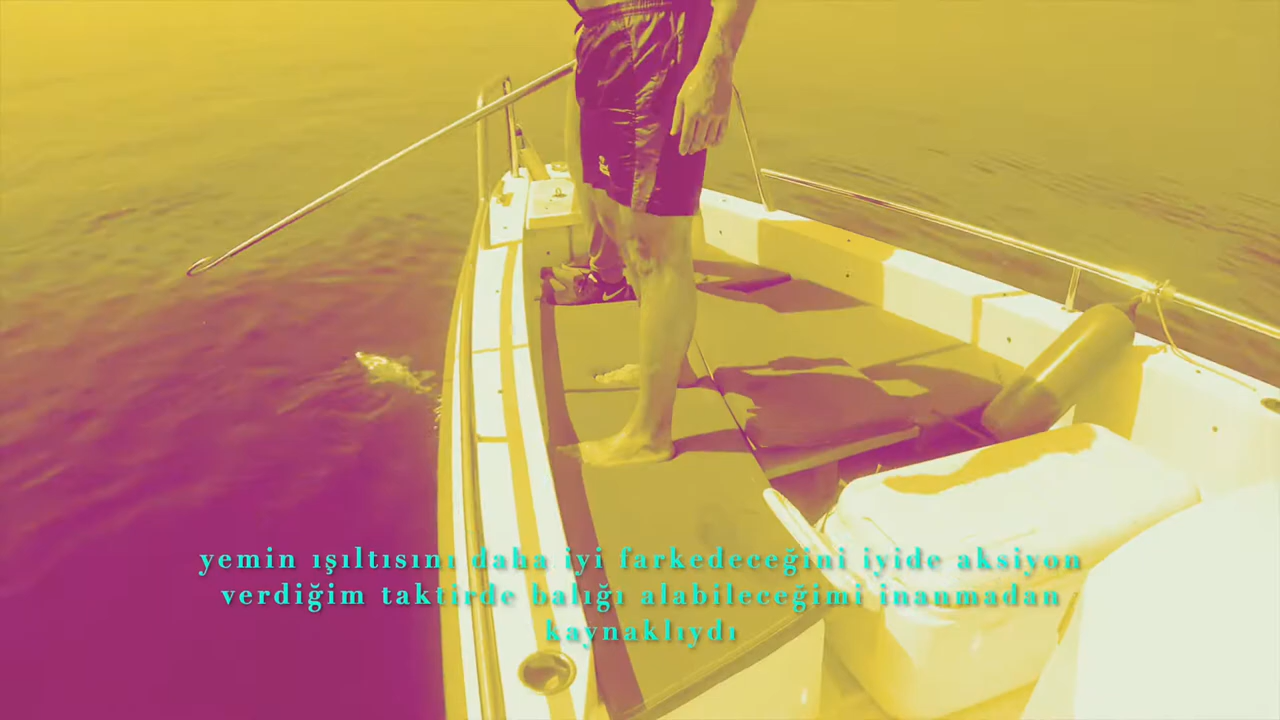 yemin ışıltısını daha iyi farkedeceğini iyide aksiyon
verdiğim taktirde balığı alabileceğimi inanmadan
kaynaklıydı